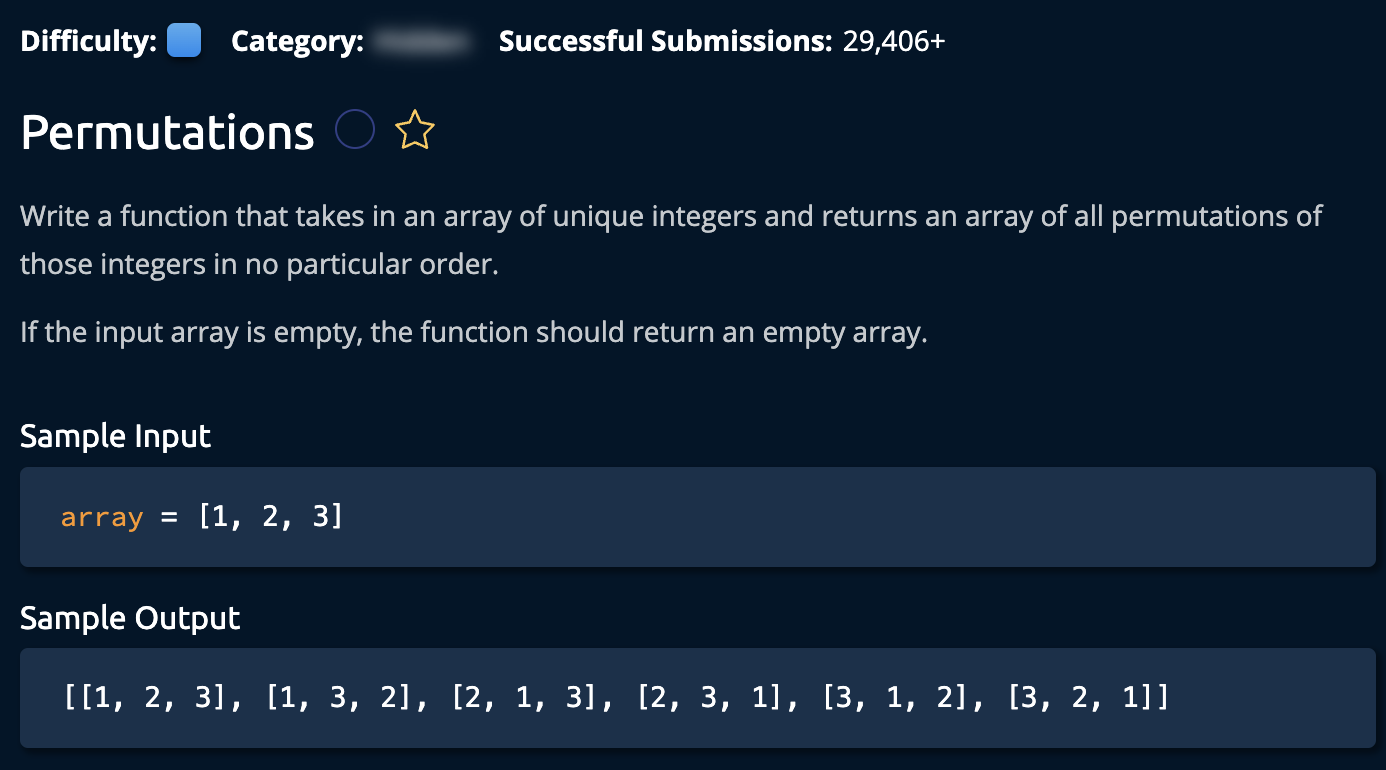 Difficulty: Category: Successful Submissions: 29,406+
Permutations
Write a function that takes in an array of unique integers and returns an array of all permutations of
those integers in no particular order.
If the input array is empty, the function should return an empty array.
Sample Input
array = [1, 2, 3]
Sample Output
[[1, 2, 3], [1, 3, 2], [2, 1, 3], [2, 3, 1], [3, 1, 2], [3, 2, 1]]